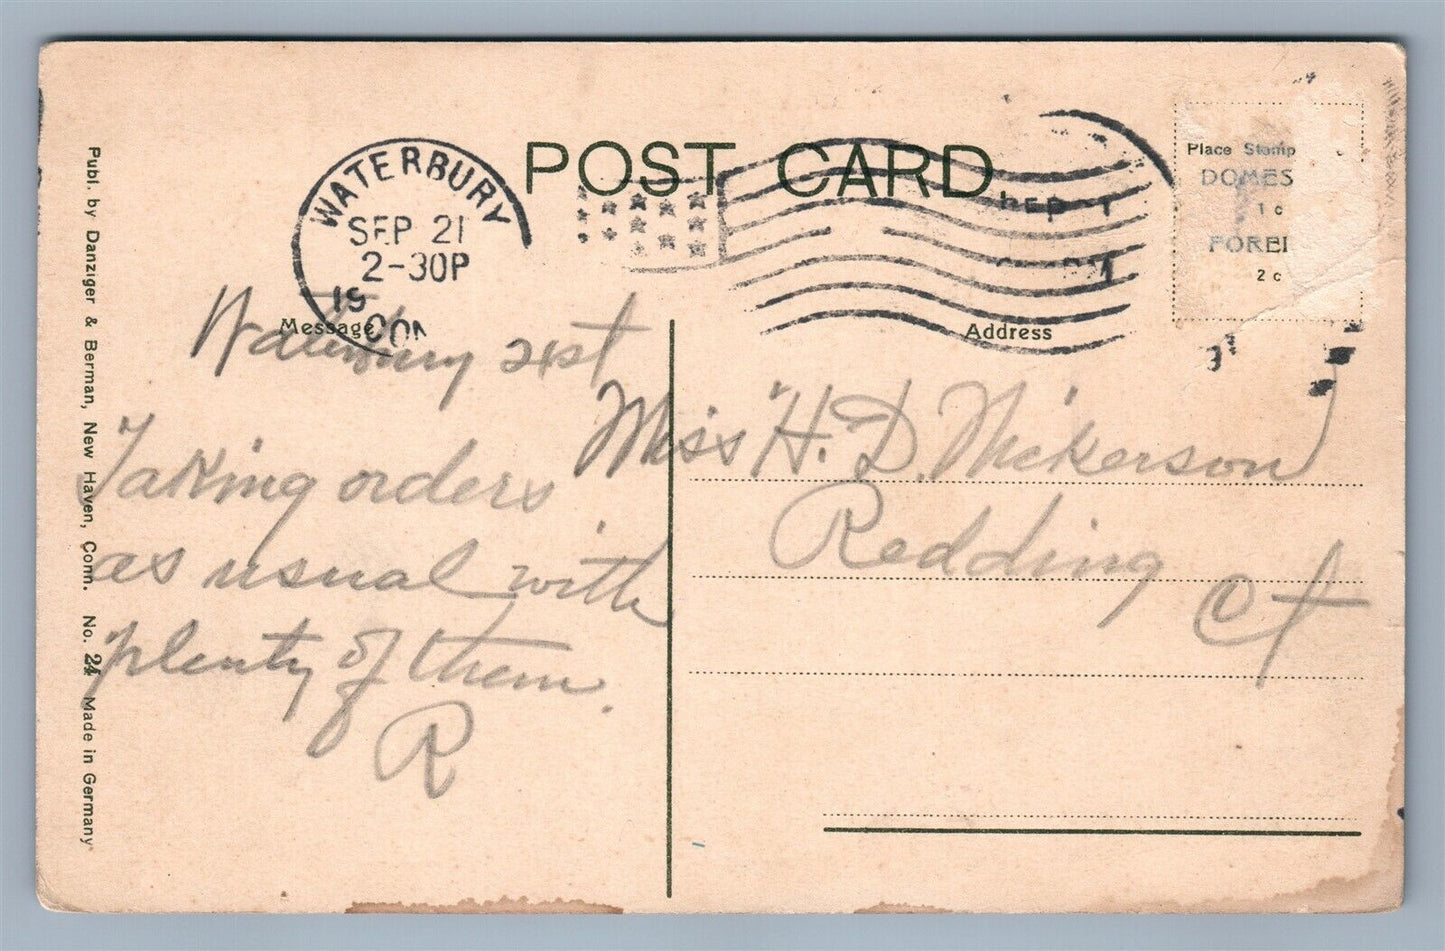 POST CARD
WATERBURY
SEP 21
2-30P
19
CON
SEP
Place Stamp
DOMES
1 c
FOREI
2 c
Message
Address
Waterbury 21st
Taking orders
as usual with
plenty of them.
R
Miss H. D. Nickerson
Redding
Ct
Publ. by Danziger & Berman, New Haven, Conn. No. 24 Made in Germany